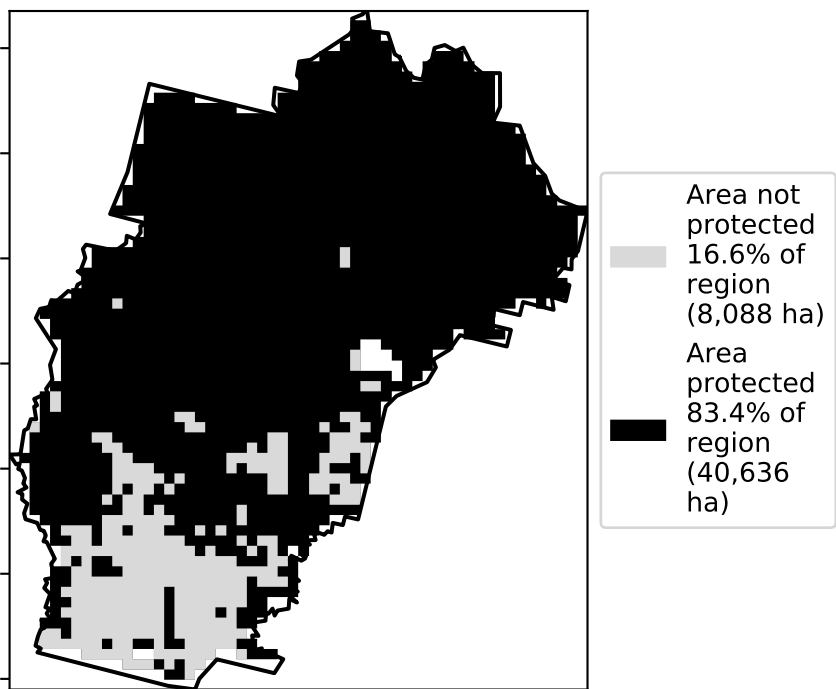 Area not
protected
16.6% of
region
(8,088 ha)
Area
protected
83.4% of
region
(40,636
ha)